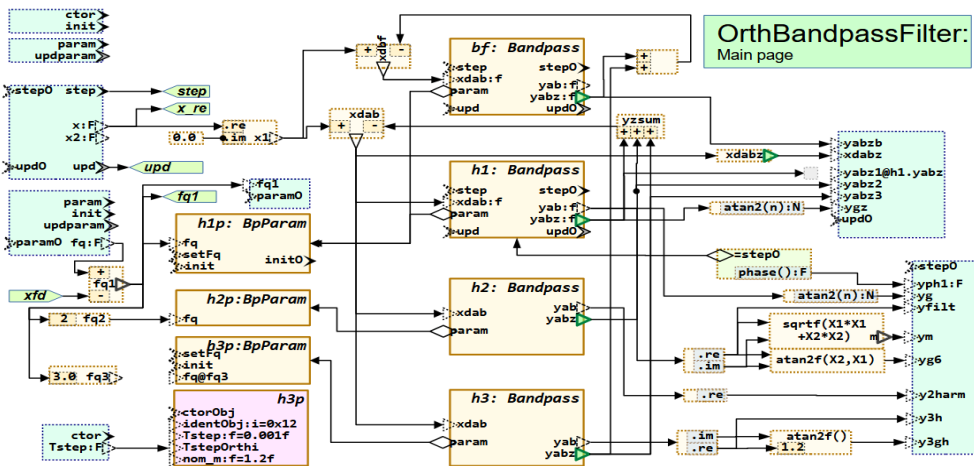 OrthBandpassFilter:
Main page
ctor
init
param
updparam
stepO step
x:F
x2:F
updO upd
step
x_re
upd
fq1
.re
0.0 .im x1
+ -
xdbf
xdab
+ -
bf: Bandpass
step stepO
xdab:f yab:f
param yabz:f
upd updO
+
+
yzsum
+ + +
h1: Bandpass
step stepO
xdab:f yab:f
param yabz:f
upd updO
xdabz
yabzb
xdabz
yabz1@h1.yabz
yabz2
yabz3
ygz
updO
atan2(n):N
fq1
paramO
param
init
updparam
paramO fq:F
+
fq1
-
xfd
h1p: BpParam
fq
setFq
init initO
h2p:BpParam
fq
2 fq2
h3p:BpParam
setFq
init
fq@fq3
3.0 fq3
h3p
ctorObj
identObj:i=0x12
Tstep:f=0.001f
TstepOrthi
nom_m:f=1.2f
ctor
Tstep:F
h2: Bandpass
xdab yab
param yabz
h3: Bandpass
xdab yab
param yabz
=stepO
phase():F
atan2(n):N
sqrtf(X1*X1
+X2*X2) m
.re
.im
atan2f(X2,X1)
.re
.im
.re
atan2f()
1.2
stepO
yph1:F
yg
yfilt
ym
yg6
y2harm
y3h
y3gh